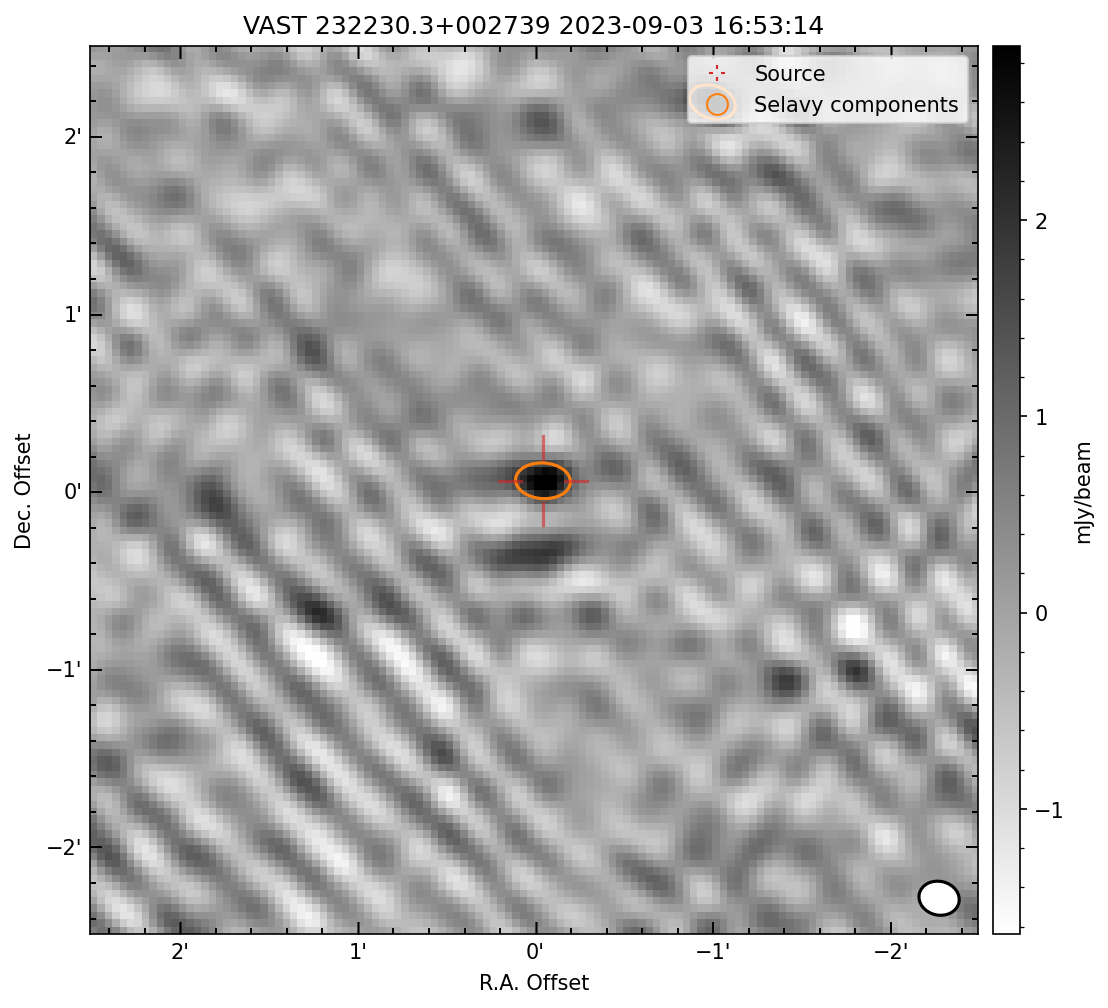 VAST 232230.3+002739 2023-09-03 16:53:14
Source
Selavy components
2'
1'
0'
−1'
−2'
Dec. Offset
2'
1'
0'
−1'
−2'
R.A. Offset
2
1
0
−1
mJy/beam